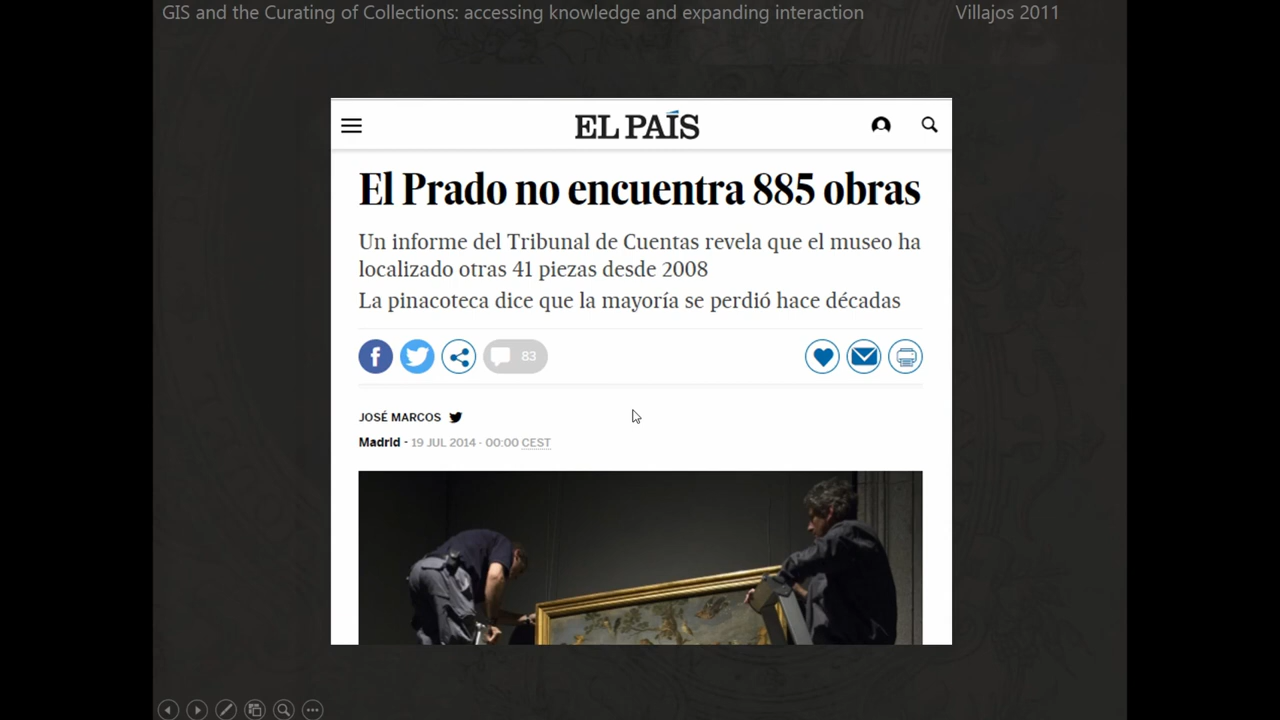 GIS and the Curating of Collections: accessing knowledge and expanding interaction
Villajos 2011
EL PAÍS
El Prado no encuentra 885 obras
Un informe del Tribunal de Cuentas revela que el museo ha
localizado otras 41 piezas desde 2008
La pinacoteca dice que la mayoría se perdió hace décadas
83
JOSÉ MARCOS
Madrid - 19 JUL 2014 - 00:00 CEST